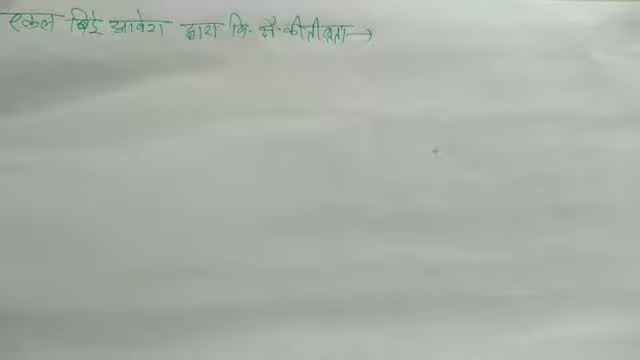 एकल बिंदु आवेश द्वारा वि. क्षे. की तीव्रता →